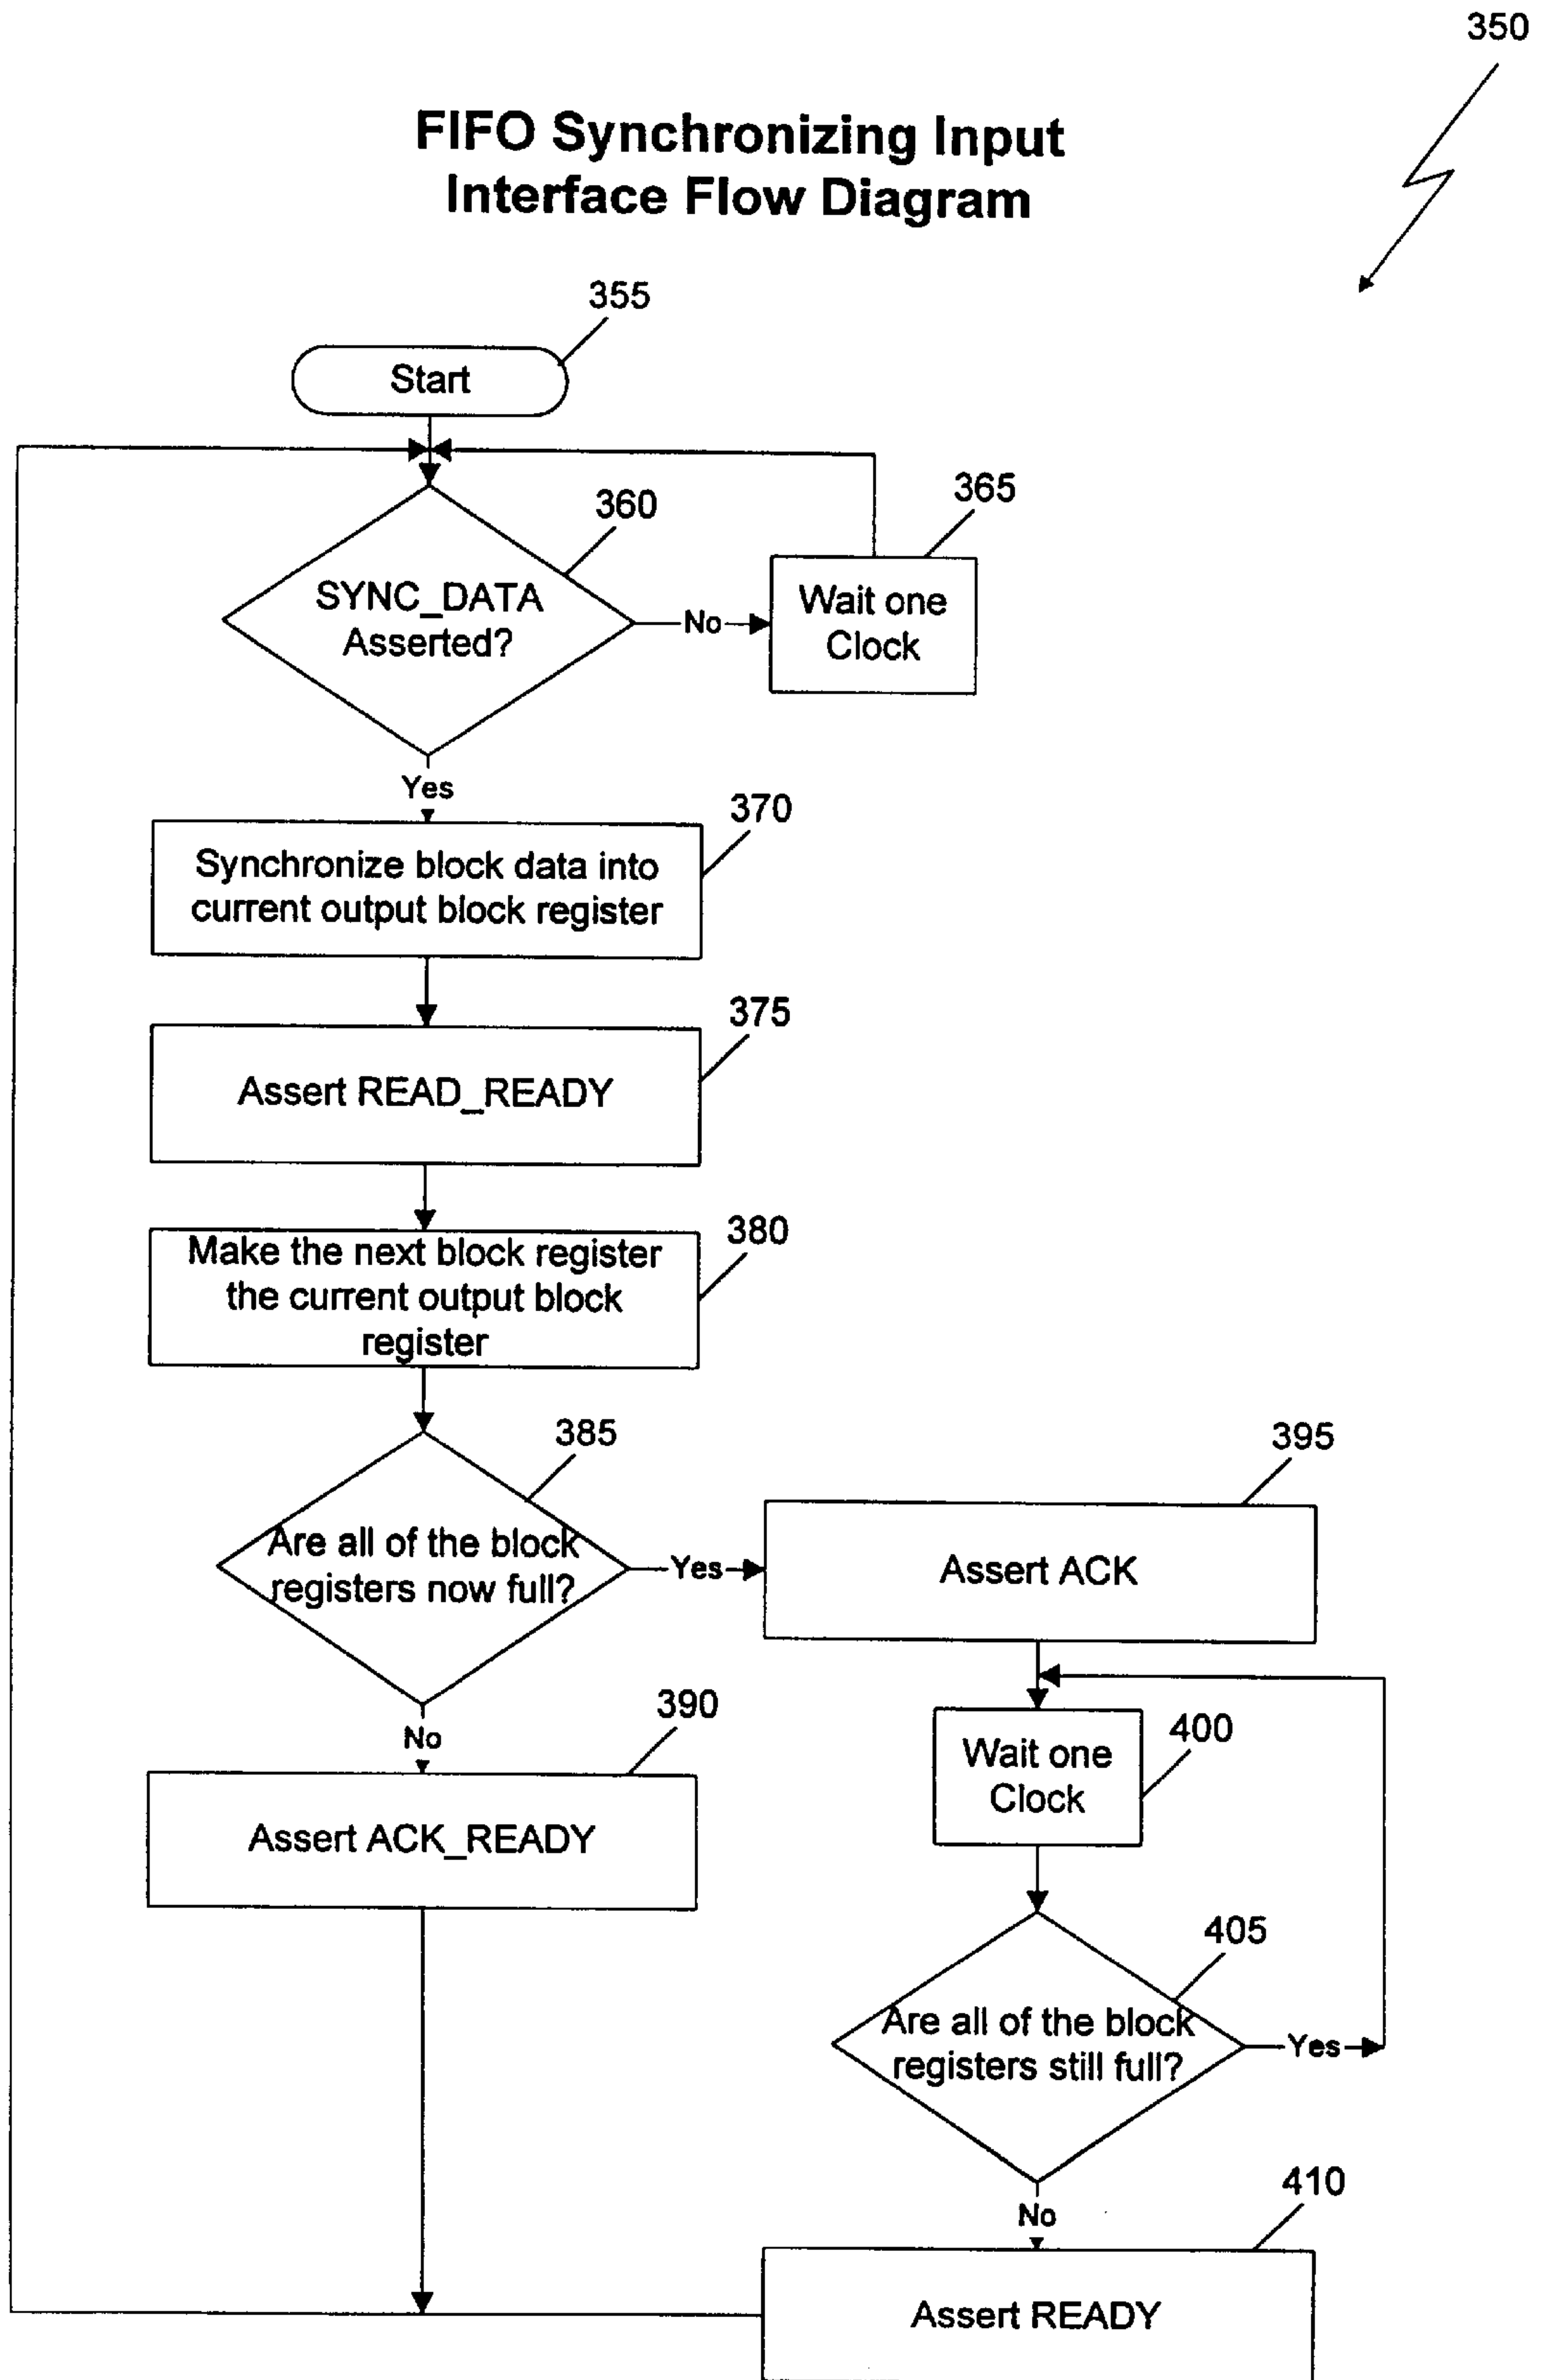 350
FIFO Synchronizing Input
Interface Flow Diagram
355
Start
360
365
SYNC_DATA
Asserted?
No
Wait one
Clock
Yes
370
Synchronize block data into
current output block register
375
Assert READ_READY
380
Make the next block register
the current output block
register
385
395
Are all of the block
registers now full?
Yes
Assert ACK
No
390
400
Wait one
Clock
Assert ACK_READY
405
Are all of the block
registers still full?
Yes
No
410
Assert READY